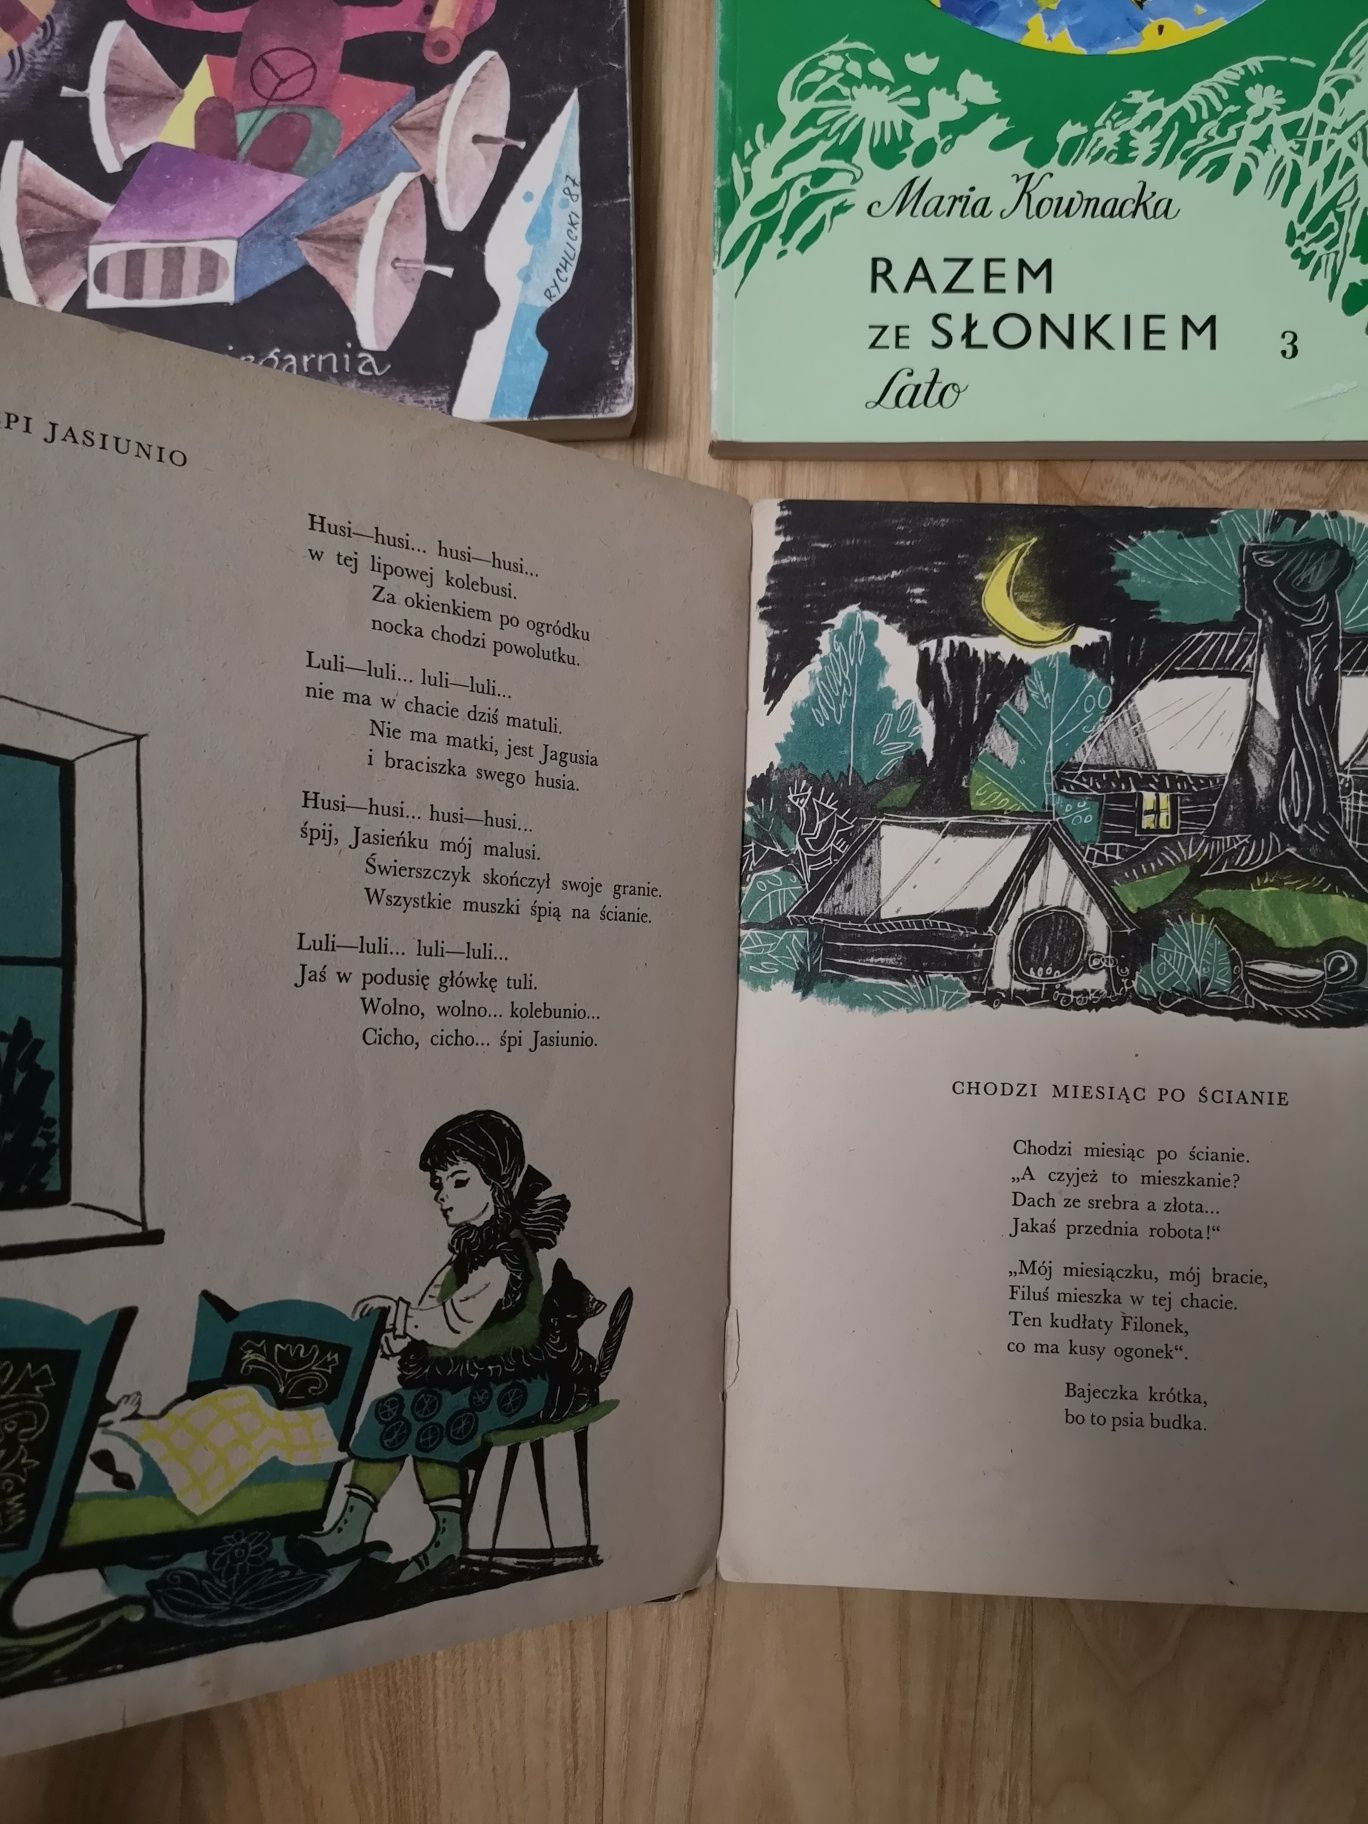 RYCHLICKI 87
Maria Kownacka
RAZEM
ZE SŁONKIEM 3
Lato
ŚPI JASIUNIO
Husi—husi... husi—husi...
w tej lipowej kolebusi.
Za okienkiem po ogródku
nocka chodzi powolutku.
Luli—luli... luli—luli...
nie ma w chacie dziś matuli.
Nie ma matki, jest Jagusia
i braciszka swego husia.
Husi—husi... husi—husi...
śpij, Jasieńku mój malusi.
Świerszczyk skończył swoje granie.
Wszystkie muszki śpią na ścianie.
Luli—luli... luli—luli...
Jaś w podusię główkę tuli.
Wolno, wolno... kolebunio...
Cicho, cicho... śpi Jasiunio.
CHODZI MIESIĄC PO ŚCIANIE
Chodzi miesiąc po ścianie.
„A czyjeż to mieszkanie?
Dach ze srebra a złota...
Jakaś przednia robota!“
„Mój miesiączku, mój bracie,
Filuś mieszka w tej chacie.
Ten kudłaty Filonek,
co ma kusy ogonek“.
Bajeczka krótka,
bo to psia budka.